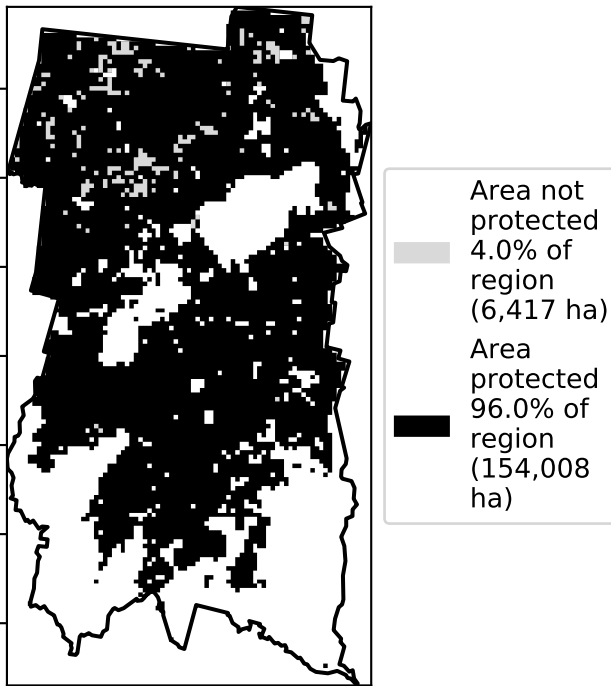 Area not
protected
4.0% of
region
(6,417 ha)
Area
protected
96.0% of
region
(154,008
ha)